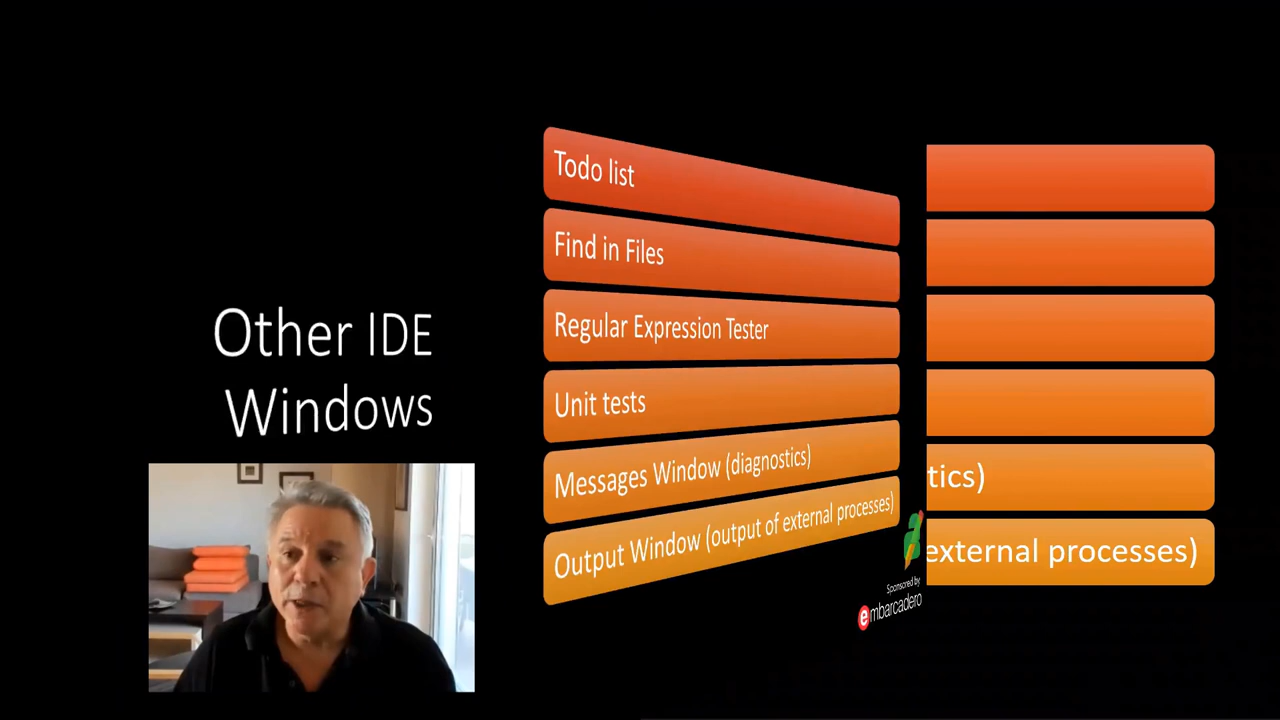 Other IDE
Windows
Todo list
Find in Files
Regular Expression Tester
Unit tests
Messages Window (diagnostics)
Output Window (output of external processes)
tics)
external processes)
Sponsored by
embarcadero